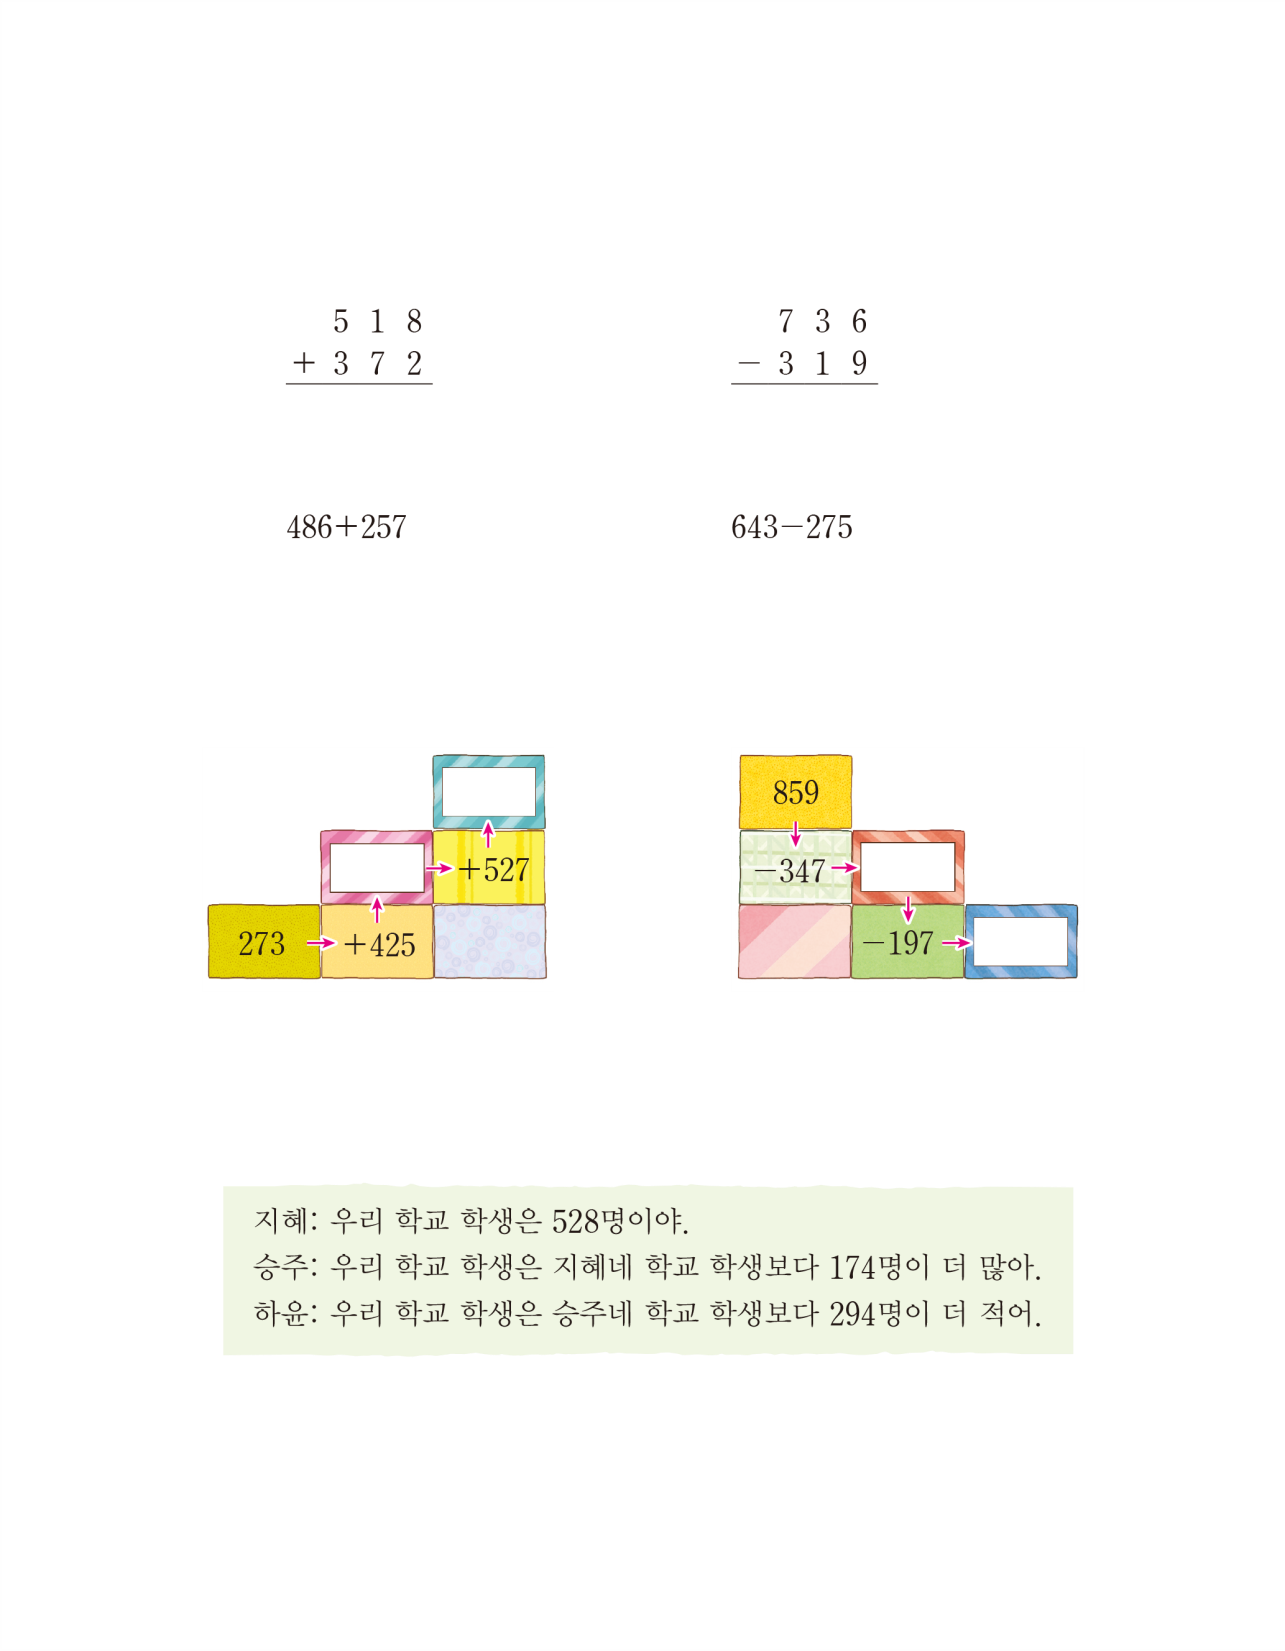 5 1 8
+ 3 7 2
7 3 6
− 3 1 9
486+257
643−275
+527
273
+425
859
−347
−197
지혜: 우리 학교 학생은 528명이야.
승주: 우리 학교 학생은 지혜네 학교 학생보다 174명이 더 많아.
하윤: 우리 학교 학생은 승주네 학교 학생보다 294명이 더 적어.